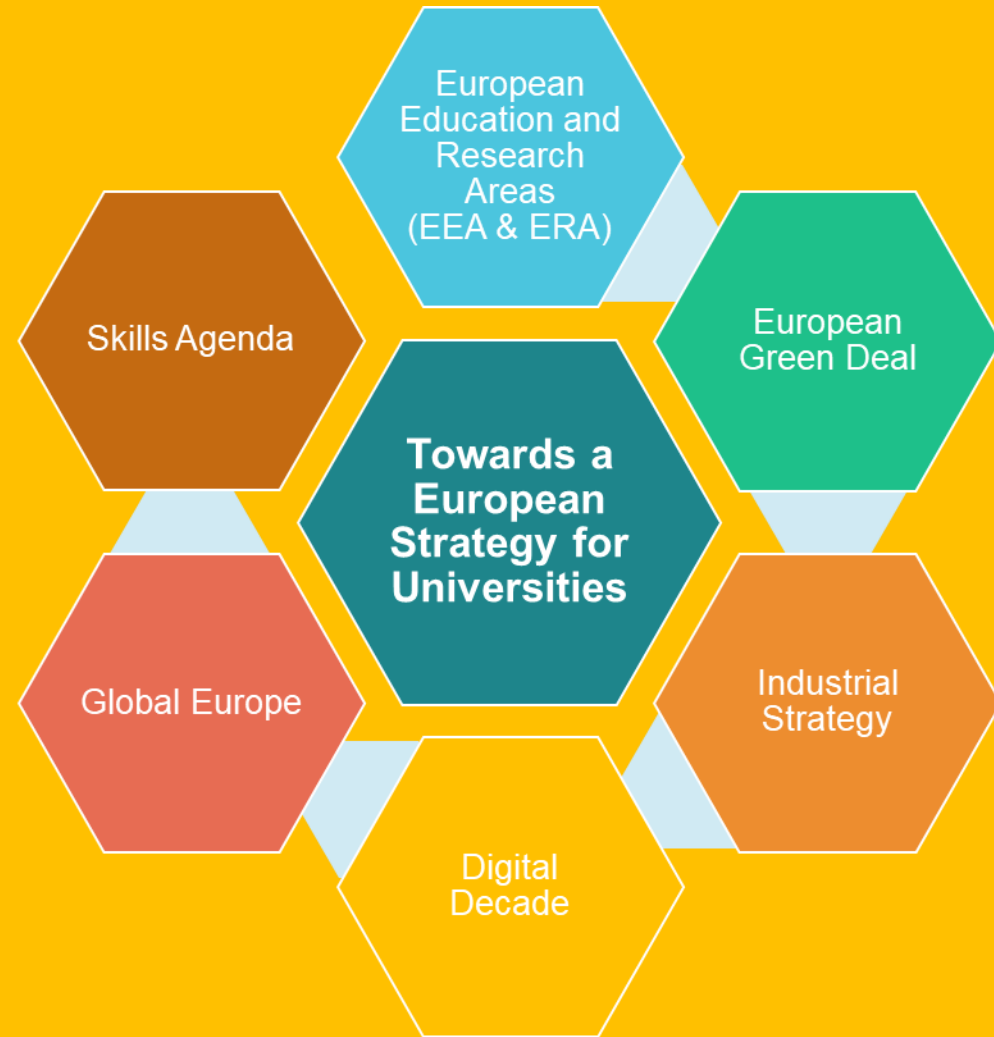 European
Education and
Research
Areas
(EEA & ERA)
Skills Agenda
European
Green Deal
Towards a
European
Strategy for
Universities
Global Europe
Industrial
Strategy
Digital
Decade